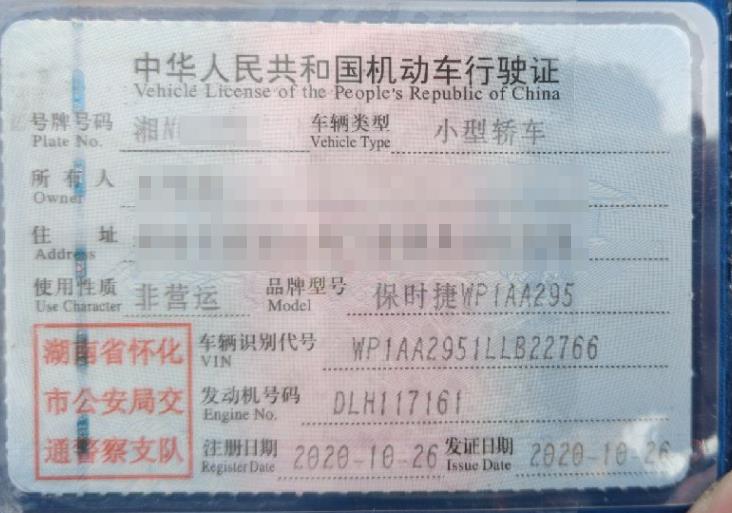 中华人民共和国机动车行驶证
Vehicle License of the People's Republic of China
号牌号码 湘N 车辆类型 小型轿车
Plate No. Vehicle Type
所有人
Owner
住址
Address
使用性质 非营运 品牌型号 保时捷WP1AA295
Use Character Model
湖南省怀化 车辆识别代号 WP1AA2951LLB22766
VIN
市公安局交 发动机号码 DLH117161
Engine No.
通警察支队 注册日期 2020-10-26 发证日期 2020-10-26
Register Date Issue Date